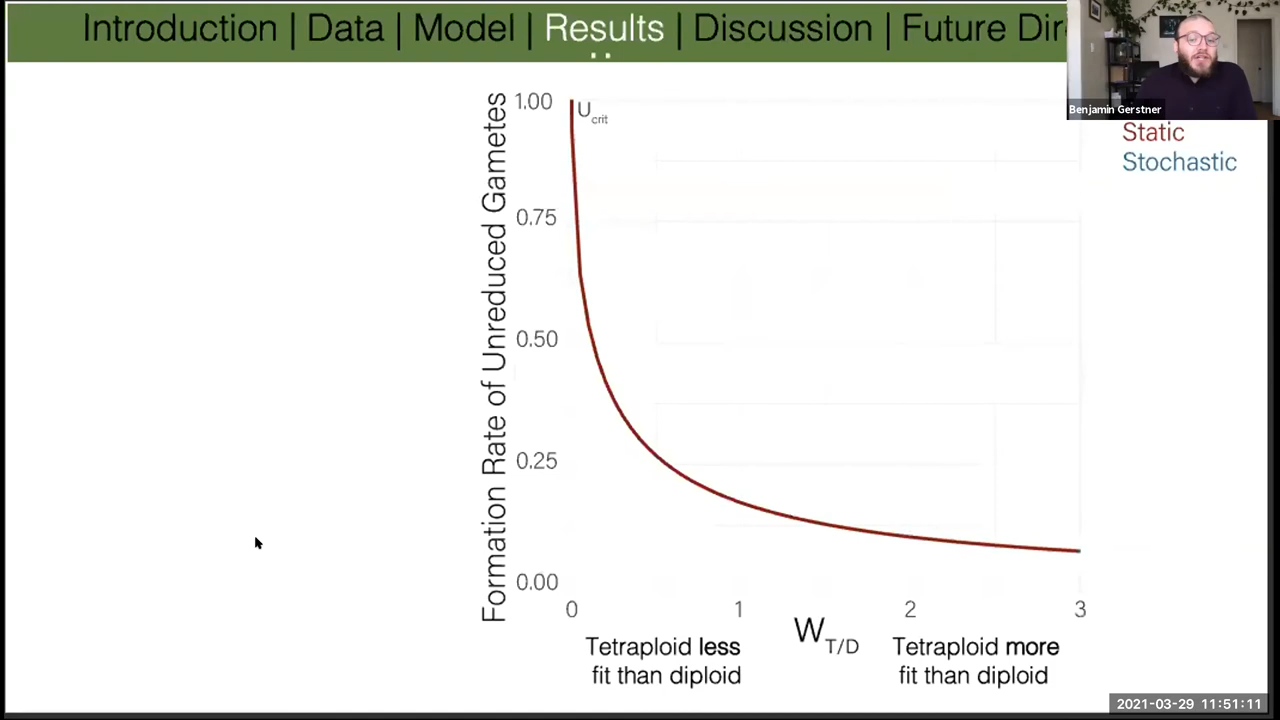 Introduction | Data | Model | Results | Discussion | Future Dir
Benjamin Gerstner
Static
Stochastic
Formation Rate of Unreduced Gametes
1.00
0.75
0.50
0.25
0.00
Ucrit
0 1 2 3
WT/D
Tetraploid less
fit than diploid
Tetraploid more
fit than diploid
2021-03-29 11:51:11